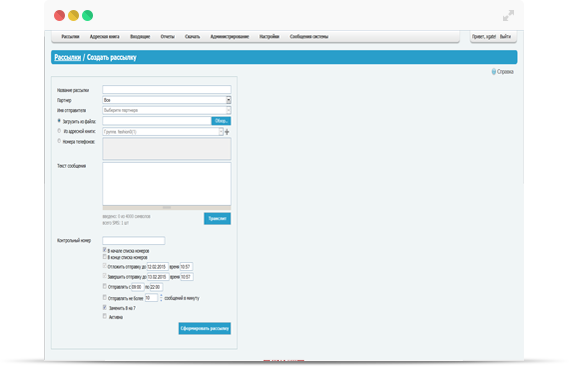 Рассылки Адресная книга Входящие Отчеты Скачать Администрирование Настройки Сообщения системы Привет, xpdo! Выйти
Рассылки / Создать рассылку
Справка
Название рассылки
Партнер Все
Имя отправителя Выберите партнера
Загрузить из файла: Обзор...
Из адресной книги:
Номера телефонов:
Текст сообщения
введено: 0 из 4000 символов
всего SMS: 1 шт
Транслит
Контрольный номер
В начале списка номеров
В конце списка номеров
Отложить отправку до 12.02.2015 время 10:57
Завершить отправку до 13.02.2015 время 10:57
Отправлять с 09:00 по 22:00
Отправлять не более 10 сообщений в минуту
Заменить 8 на 7
Активна
Сформировать рассылку